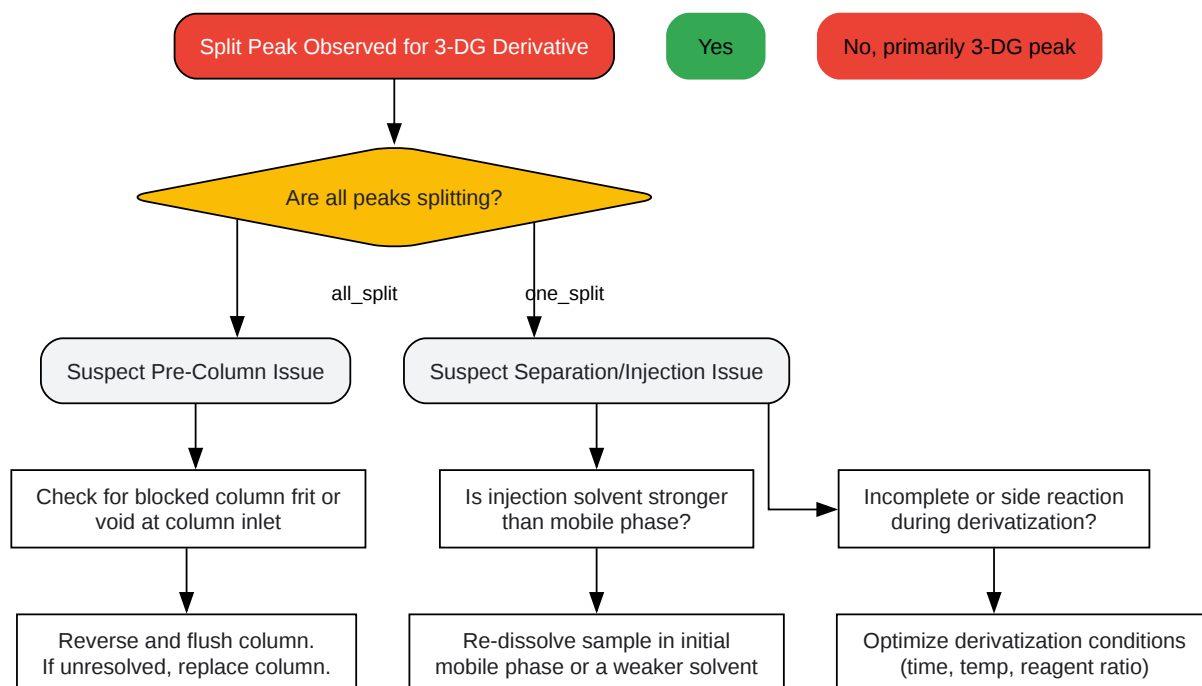 Split Peak Observed for 3-DG Derivative
Yes
No, primarily 3-DG peak
Are all peaks splitting?
all_split
one_split
Suspect Pre-Column Issue
Suspect Separation/Injection Issue
Check for blocked column frit or
void at column inlet
Is injection solvent stronger
than mobile phase?
Incomplete or side reaction
during derivatization?
Reverse and flush column.
If unresolved, replace column.
Re-dissolve sample in initial
mobile phase or a weaker solvent
Optimize derivatization conditions
(time, temp, reagent ratio)